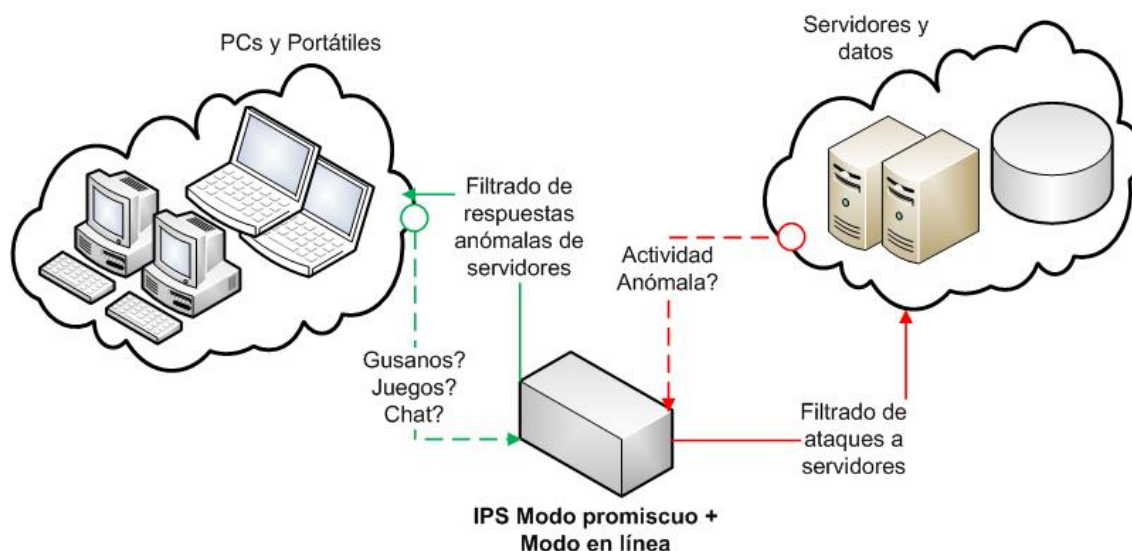 PCs y Portátiles
Servidores y
datos
Filtrado de
respuestas
anómalas de
servidores
Actividad
Anómala?
Gusanos?
Juegos?
Chat?
Filtrado de
ataques a
servidores
IPS Modo promiscuo +
Modo en línea